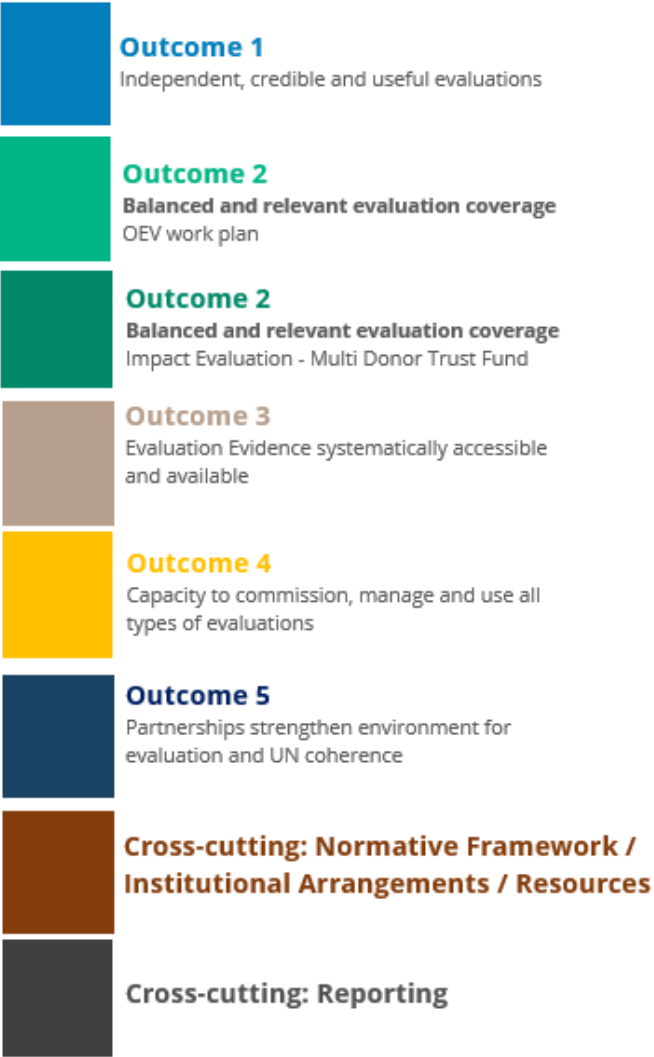 Outcome 1
Independent, credible and useful evaluations
Outcome 2
Balanced and relevant evaluation coverage
OEV work plan
Outcome 2
Balanced and relevant evaluation coverage
Impact Evaluation - Multi Donor Trust Fund
Outcome 3
Evaluation Evidence systematically accessible
and available
Outcome 4
Capacity to commission, manage and use all
types of evaluations
Outcome 5
Partnerships strengthen environment for
evaluation and UN coherence
Cross-cutting: Normative Framework /
Institutional Arrangements / Resources
Cross-cutting: Reporting